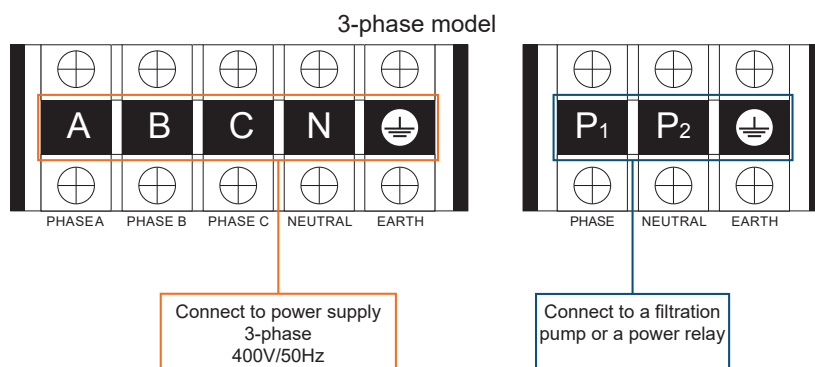 3-phase model
A B C N
P1 P2
PHASE A PHASE B PHASE C NEUTRAL EARTH
PHASE NEUTRAL EARTH
Connect to power supply
3-phase
400V/50Hz
Connect to a filtration
pump or a power relay